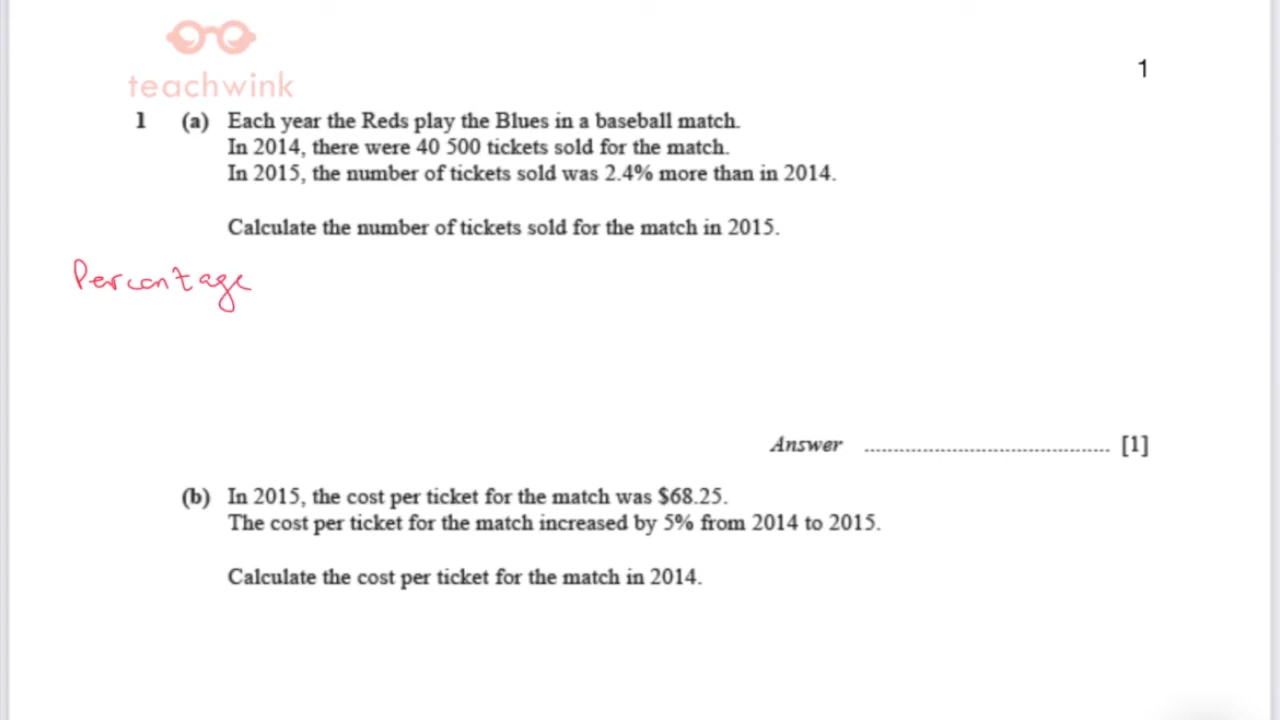 teachwink
1
1 (a) Each year the Reds play the Blues in a baseball match.
In 2014, there were 40 500 tickets sold for the match.
In 2015, the number of tickets sold was 2.4% more than in 2014.
Calculate the number of tickets sold for the match in 2015.
Percentage
Answer .......................................... [1]
(b) In 2015, the cost per ticket for the match was $68.25.
The cost per ticket for the match increased by 5% from 2014 to 2015.
Calculate the cost per ticket for the match in 2014.